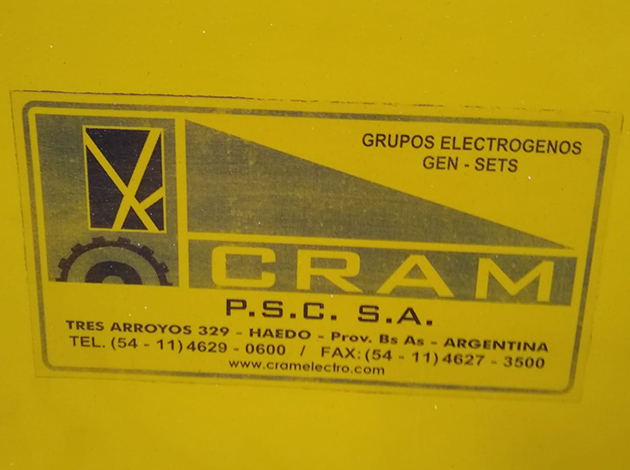 GRUPOS ELECTROGENOS
GEN - SETS
CRAM
P.S.C. S.A.
TRES ARROYOS 329 - HAEDO - Prov. Bs As - ARGENTINA
TEL. (54 - 11) 4629 - 0600 / FAX: (54 - 11) 4627 - 3500
www.cramelectro.com